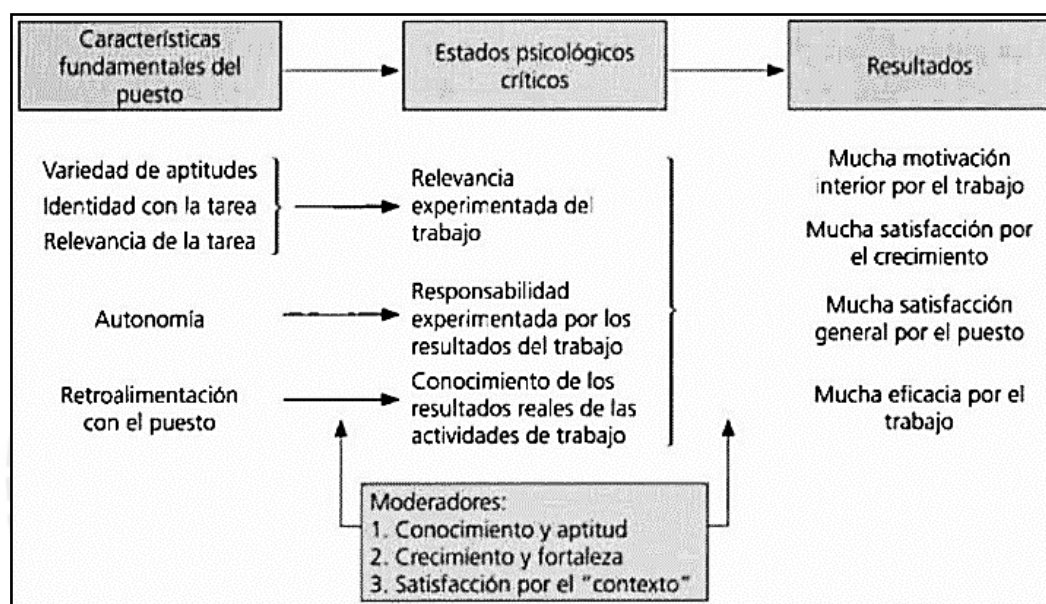 Características
fundamentales del
puesto
Estados psicológicos
críticos
Resultados
Variedad de aptitudes
Identidad con la tarea
Relevancia de la tarea
Relevancia
experimentada del
trabajo
Autonomía
Responsabilidad
experimentada por los
resultados del trabajo
Retroalimentación
con el puesto
Conocimiento de los
resultados reales de las
actividades de trabajo
Mucha motivación
interior por el trabajo
Mucha satisfacción por
el crecimiento
Mucha satisfacción
general por el puesto
Mucha eficacia por el
trabajo
Moderadores:
1. Conocimiento y aptitud
2. Crecimiento y fortaleza
3. Satisfacción por el "contexto"